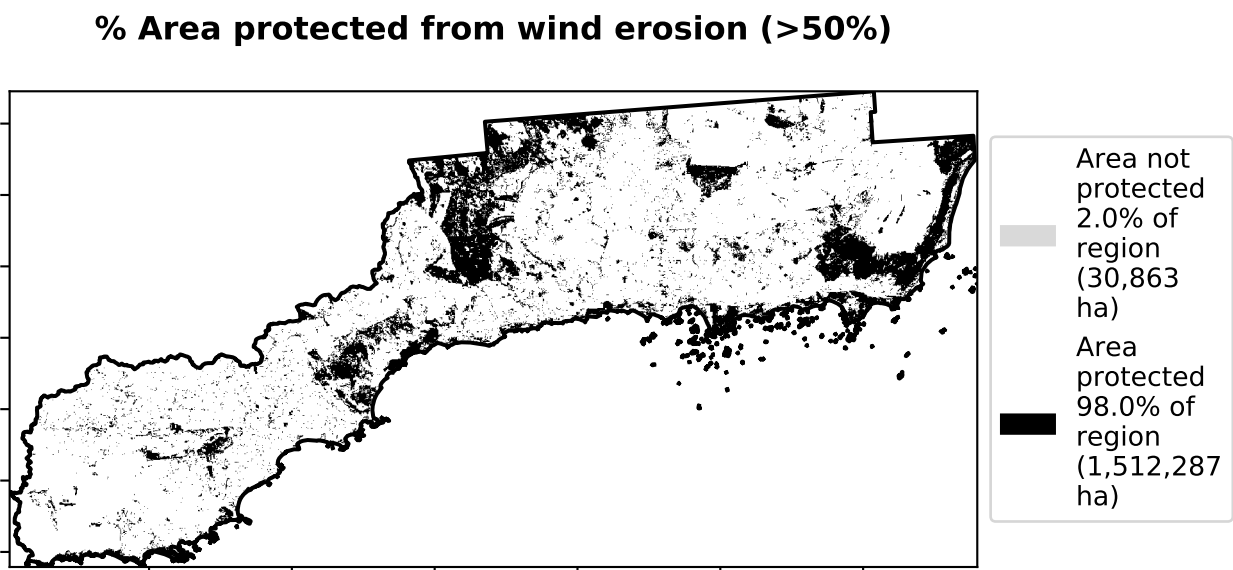 % Area protected from wind erosion (>50%)
Area not
protected
2.0% of
region
(30,863
ha)
Area
protected
98.0% of
region
(1,512,287
ha)